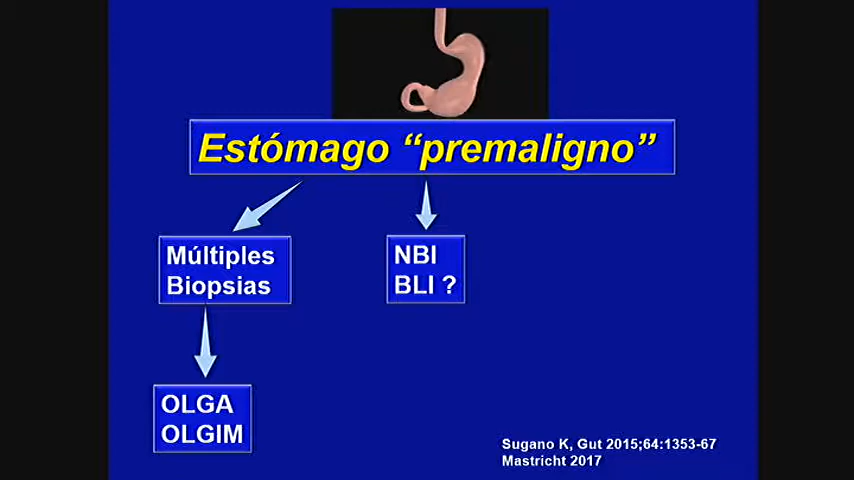 Estómago “premaligno”
Múltiples
Biopsias
NBI
BLI ?
OLGA
OLGIM
Sugano K, Gut 2015;64:1353-67
Mastricht 2017